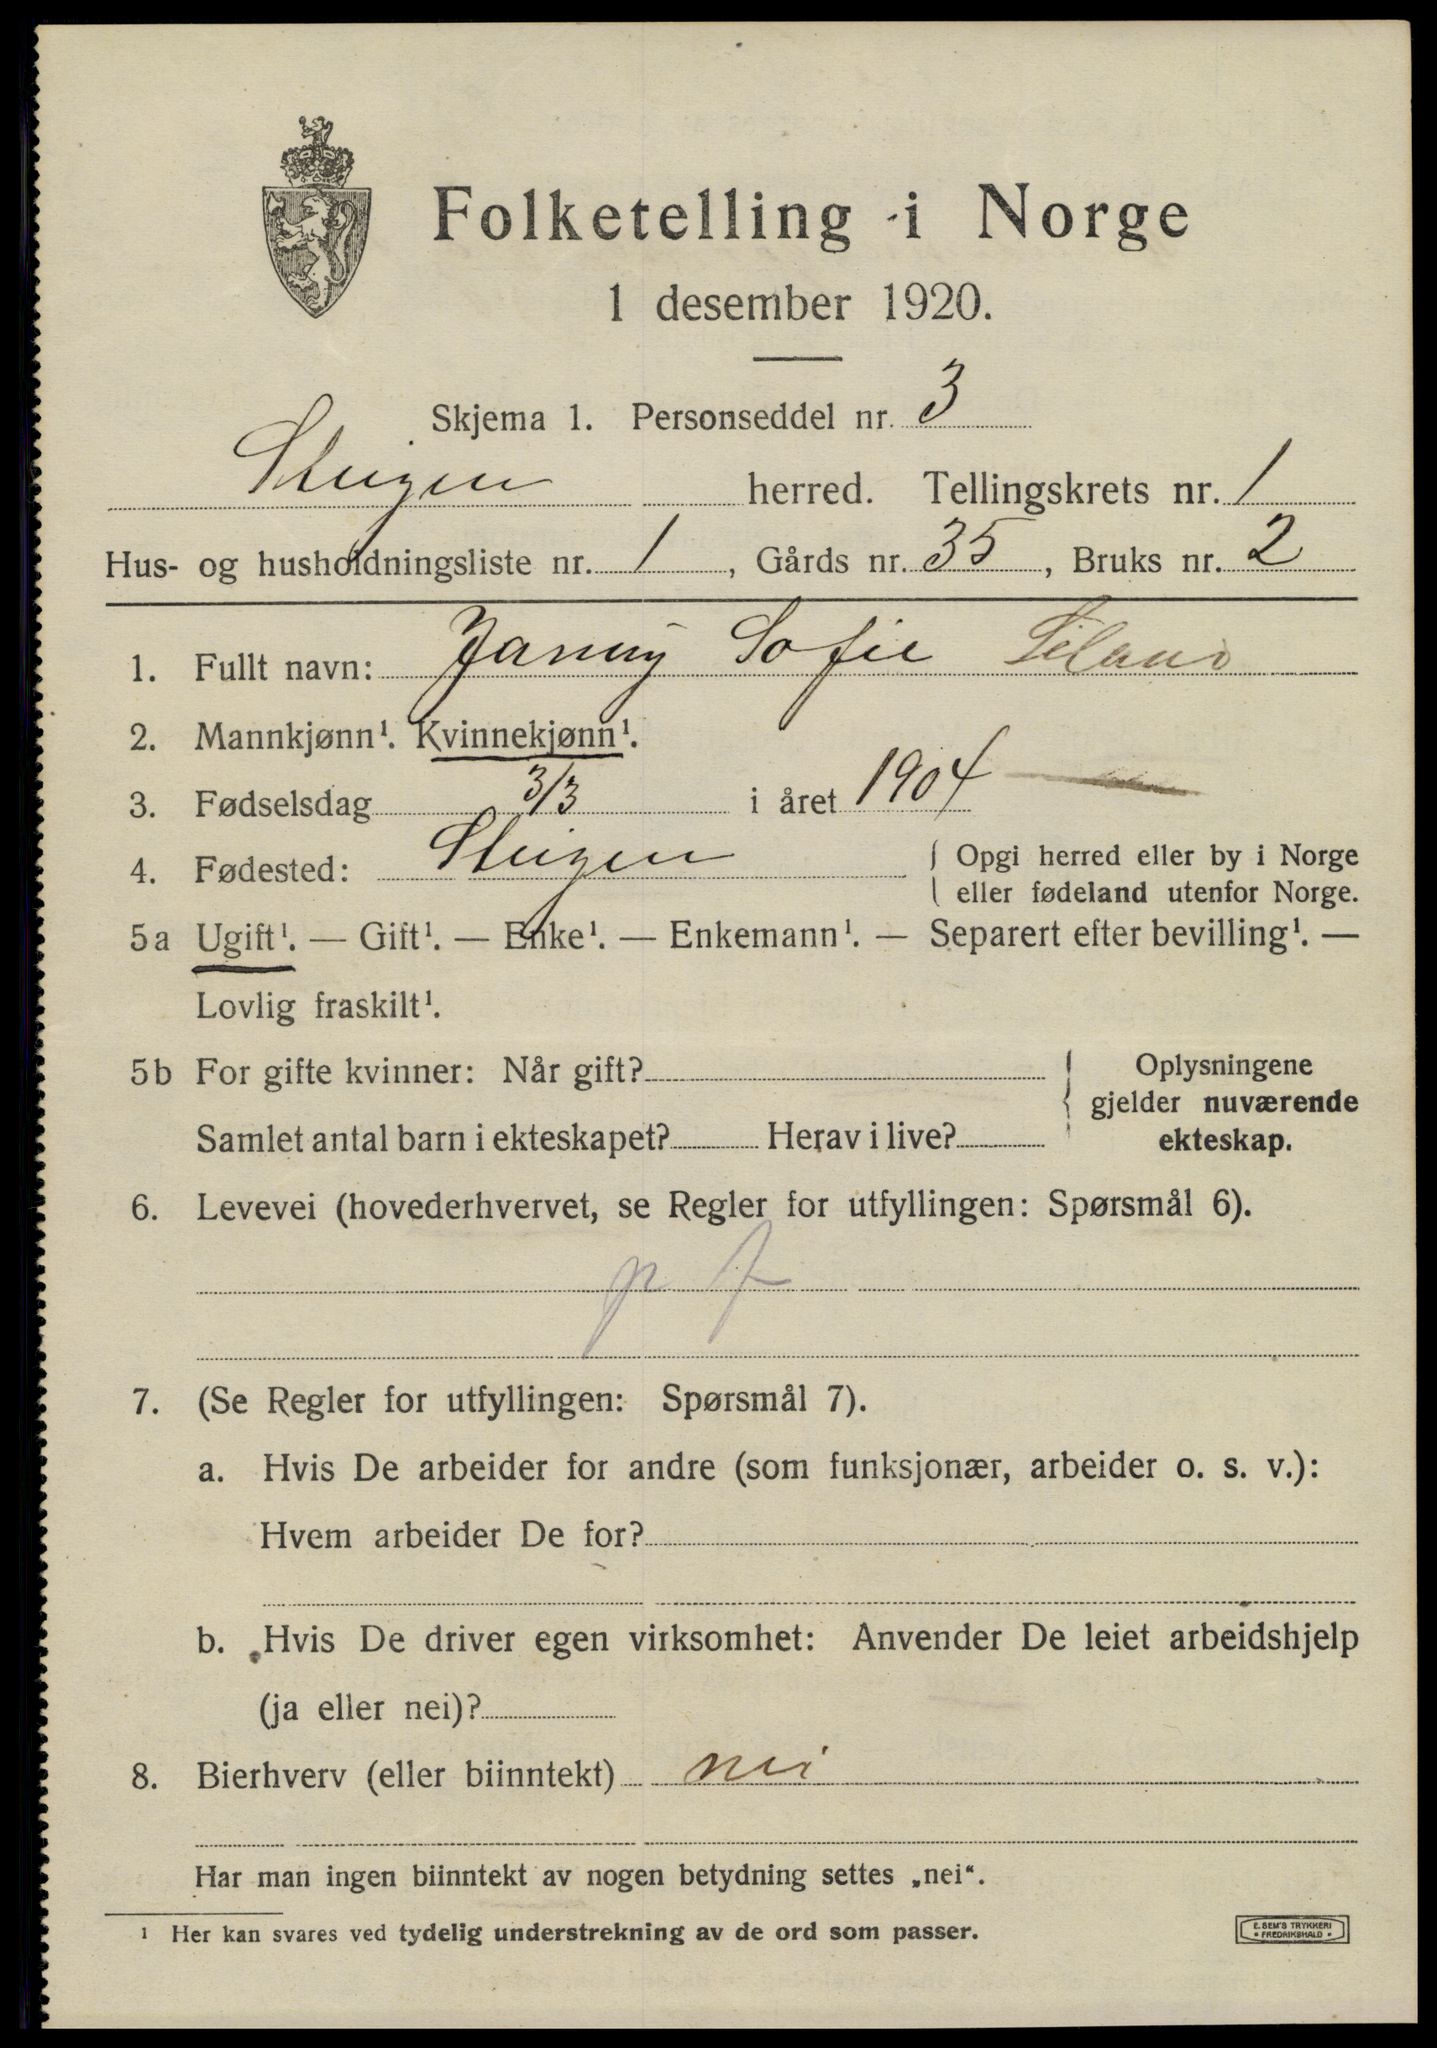 Folketelling i Norge
1 desember 1920.
Skjema 1. Personseddel nr. 3
Steigen herred. Tellingskrets nr. 1
Hus- og husholdningsliste nr. 1, Gårds nr. 35, Bruks nr. 2
1. Fullt navn: Janny Sofie
2. Mannkjønn¹. Kvinnekjønn¹.
3. Fødselsdag 3/3 i året 1904
4. Fødested: Steigen { Opgi herred eller by i Norge
eller fødeland utenfor Norge.
5a Ugift¹. — Gift¹. — Enke¹. — Enkemann¹. — Separert efter bevilling¹. —
Lovlig fraskilt¹.
5b For gifte kvinner: Når gift?
Samlet antal barn i ekteskapet? Herav i live?
Oplysningene
gjelder nuværende
ekteskap.
6. Levevei (hovederhvervet, se Regler for utfyllingen: Spørsmål 6).
p f
7. (Se Regler for utfyllingen: Spørsmål 7).
a. Hvis De arbeider for andre (som funksjonær, arbeider o. s. v.):
Hvem arbeider De for?
b. Hvis De driver egen virksomhet: Anvender De leiet arbeidshjelp
(ja eller nei)?
8. Bierhverv (eller biinntekt) nei
Har man ingen biinntekt av nogen betydning settes „nei“.
¹ Her kan svares ved tydelig understrekning av de ord som passer.
E. SEM'S TRYKKERI
• FREDRIKSHALD •